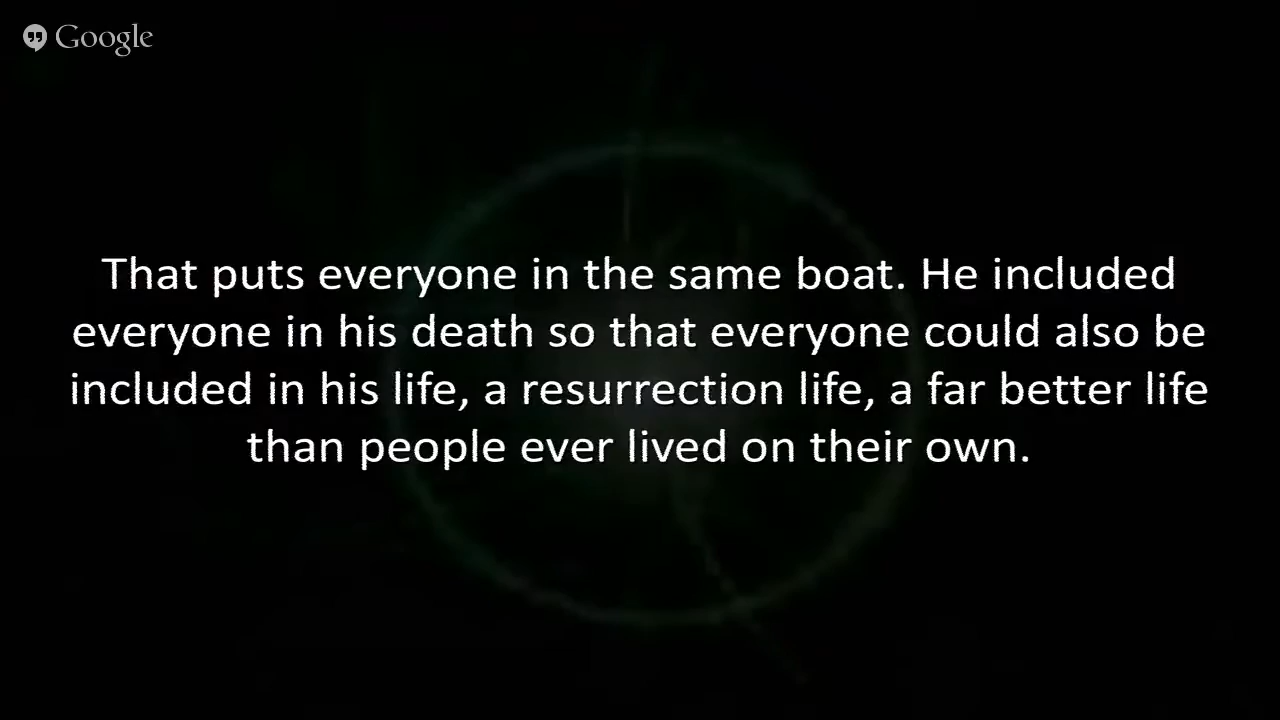 Google
That puts everyone in the same boat. He included
everyone in his death so that everyone could also be
included in his life, a resurrection life, a far better life
than people ever lived on their own.